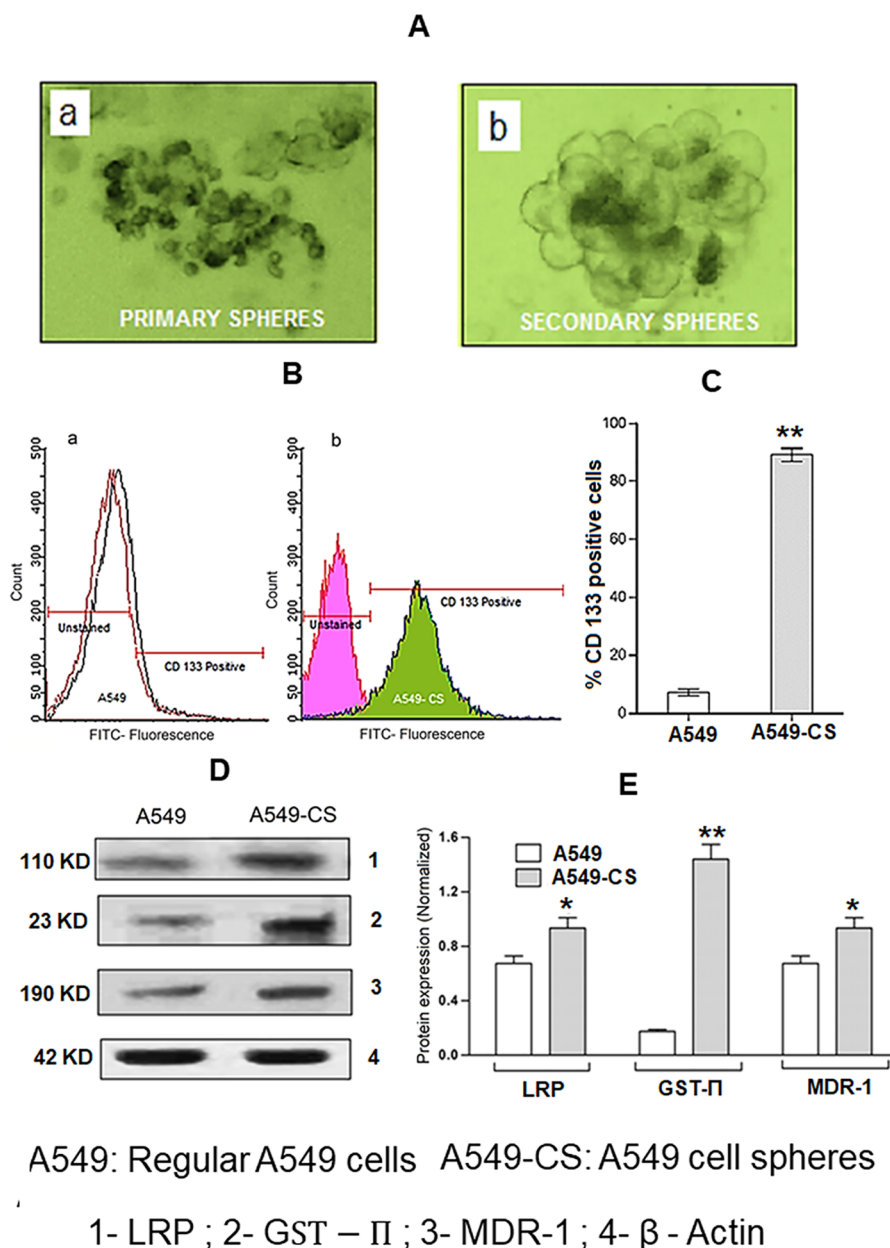 A
a
PRIMARY SPHERES
b
SECONDARY SPHERES
B
a
500
400
300
200
100
50
0
Count
Unstained
CD 133 Positive
A549
FITC- Fluorescence
b
500
400
300
200
100
50
0
Count
Unstained
CD 133 Positive
A549- CS
FITC- Fluorescence
C
100
80
60
40
20
0
% CD 133 positive cells
**
A549
A549-CS
D
A549 A549-CS
110 KD 1
23 KD 2
190 KD 3
42 KD 4
E
Protein expression (Normalized)
1.6
1.2
0.8
0.4
0.0
A549
A549-CS
*
**
*
LRP
GST-Π
MDR-1
A549: Regular A549 cells A549-CS: A549 cell spheres
1- LRP ; 2- GST – Π ; 3- MDR-1 ; 4- β - Actin